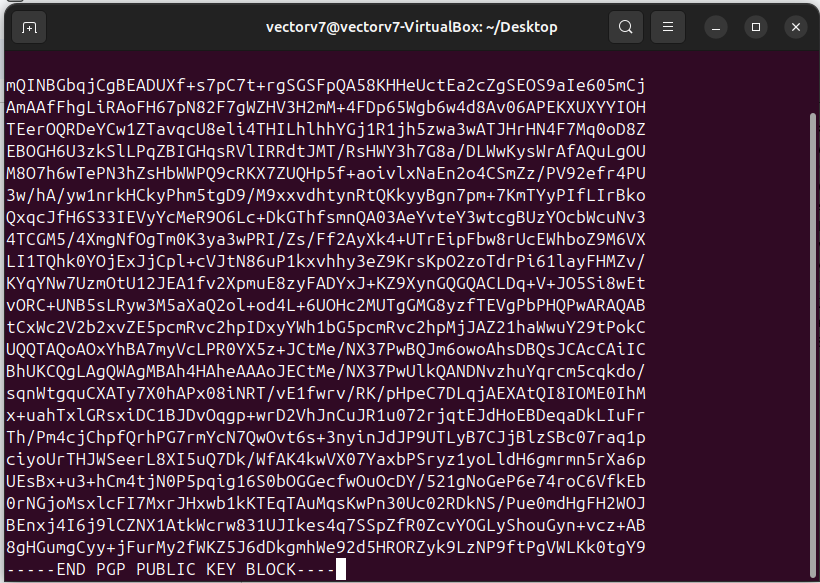 vectorv7@vectorv7-VirtualBox: ~/Desktop
mQINBGbqjCgBEADUXf+s7pC7t+rgSGSFpQA58KHHeUctEa2cZgSEOS9aIe605mCj
AmAAfFhgLiRAoFH67pN82F7gWZHV3H2mM+4FDp65Wgb6w4d8Av06APEKXUXYYIOH
TEerOQRDeYCw1ZTavqcU8eli4THILhlhhYGj1R1jh5zwa3wATJHrHN4F7Mq0oD8Z
EBOGH6U3zkSlLPqZBIGHqsRVlIRRdtJMT/RsHWY3h7G8a/DLWwKysWrAfAQuLgOU
M8O7h6wTePN3hZsHbWWPQ9cRKX7ZUQHp5f+aoivlxNaEn2o4CSmZz/PV92efr4PU
3w/hA/yw1nrkHCkyPhm5tgD9/M9xxvdhtynRtQKkyyBgn7pm+7KmTYyPIfLIrBko
QxqcJfH6S33IEVyYcMeR9O6Lc+DkGThfsmnQA03AeYvteY3wtcgBUzYOcbWcuNv3
4TCGM5/4XmgNfOgTm0K3ya3wPRI/Zs/Ff2AyXk4+UTrEipFbw8rUcEWhboZ9M6VX
LI1TQhk0YOjExJjCpl+cVJtN86uP1kxvhhy3eZ9KrsKpO2zoTdrPi61layFHMZv/
KYqYNw7UzmOtU12JEA1fv2XpmuE8zyFADYxJ+KZ9XynGQGQACLDq+V+JO5Si8wEt
vORC+UNB5sLRyw3M5aXaQ2ol+od4L+6UOHc2MUTgGMG8yzfTEVgPbPHQPwARAQAB
tCxWc2V2b2xvZE5pcmRvc2hpIDxyYWh1bG5pcmRvc2hpMjJAZ21haWwuY29tPokC
UQQTAQoAOxYhBA7myVcLPR0YX5z+JCtMe/NX37PwBQJm6owoAhsDBQsJCAcCAiIC
BhUKCQgLAgQWAgMBAh4HAheAAAoJECtMe/NX37PwUlkQANDNvzhuYqrcm5cqkdo/
sqnWtgquCXATy7X0hAPx08iNRT/vE1fwrv/RK/pHpeC7DLqjAEXAtQI8IOME0IhM
x+uahTxlGRsxiDC1BJDvOqgp+wrD2VhJnCuJR1u072rjqtEJdHoEBDeqaDkLIuFr
Th/Pm4cjChpfQrhPG7rmYcN7QwOvt6s+3nyinJdJP9UTLyB7CJjBlzSBc07raq1p
ciyoUrTHJWSeerL8XI5uQ7Dk/WfAK4kwVX07YaxbPSryz1yoLldH6gmrmn5rXa6p
UEsBx+u3+hCm4tjN0P5pqig16S0bOGGecfwOuOcDY/521gNoGeP6e74roC6VfkEb
0rNGjoMsxlcFI7MxrJHxwb1kKTEqTAuMqsKwPn30Uc02RDkNS/Pue0mdHgFH2WOJ
BEnxj4I6j9lCZNX1AtkWcrw831UJIkes4q7SSpZfR0ZcvYOGLyShouGyn+vcz+AB
8gHGumgCyy+jFurMy2fWKZ5J6dDkgmhWe92d5HRORZyk9LzNP9ftPgVWLKk0tgY9
-----END PGP PUBLIC KEY BLOCK----